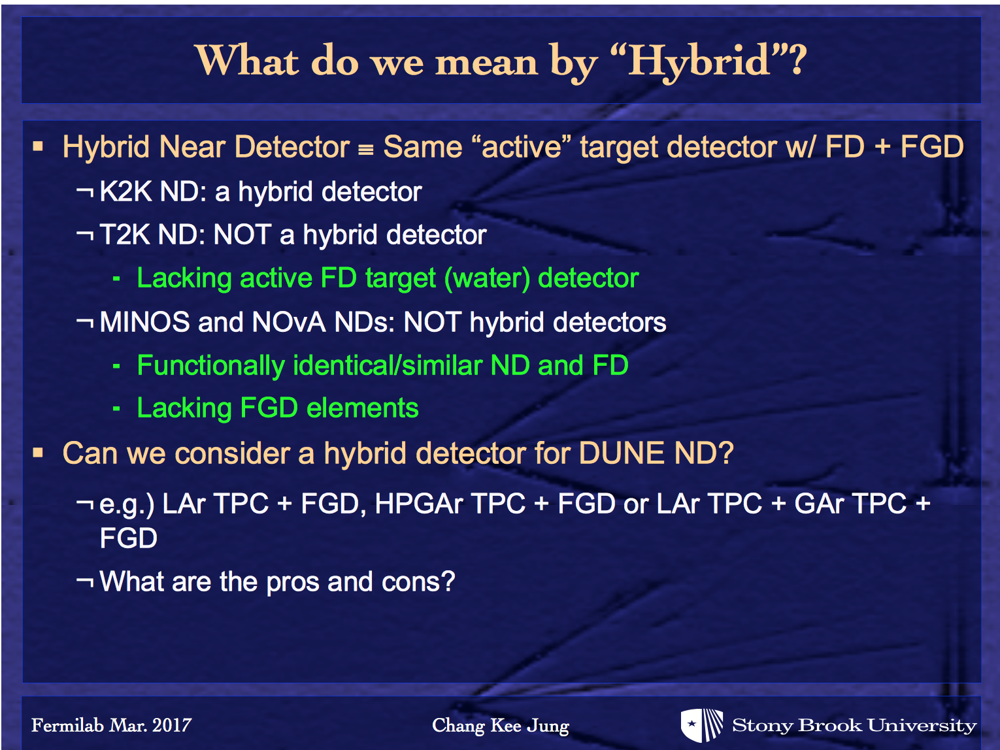 What do we mean by “Hybrid”?
▪ Hybrid Near Detector ≡ Same “active” target detector w/ FD + FGD
¬ K2K ND: a hybrid detector
¬ T2K ND: NOT a hybrid detector
- Lacking active FD target (water) detector
¬ MINOS and NOvA NDs: NOT hybrid detectors
- Functionally identical/similar ND and FD
- Lacking FGD elements
▪ Can we consider a hybrid detector for DUNE ND?
¬ e.g.) LAr TPC + FGD, HPGAr TPC + FGD or LAr TPC + GAr TPC +
FGD
¬ What are the pros and cons?
Fermilab Mar. 2017
Chang Kee Jung
Stony Brook University